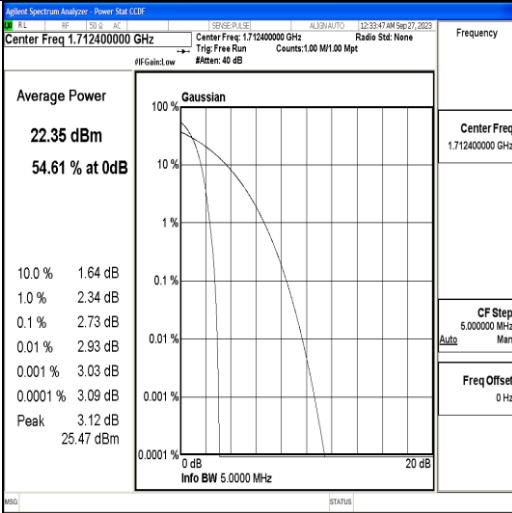 Agilent Spectrum Analyzer - Power Stat CCDF
RL RF 50 Ω AC SENSE:PULSE ALIGN AUTO 12:33:47 AM Sep 27, 2023
Center Freq 1.712400000 GHz
Center Freq: 1.712400000 GHz Radio Std: None
Trig: Free Run Counts:1.00 M/1.00 Mpt
#IFGain:Low #Atten: 40 dB
Frequency
Average Power
22.35 dBm
54.61 % at 0dB
10.0 % 1.64 dB
1.0 % 2.34 dB
0.1 % 2.73 dB
0.01 % 2.93 dB
0.001 % 3.03 dB
0.0001 % 3.09 dB
Peak 3.12 dB
25.47 dBm
Gaussian
100 %
10 %
1 %
0.1 %
0.01 %
0.001 %
0.0001 %
0 dB 20 dB
Info BW 5.0000 MHz
Center Freq
1.712400000 GHz
CF Step
5.000000 MHz
Auto Man
Freq Offset
0 Hz
MSG STATUS